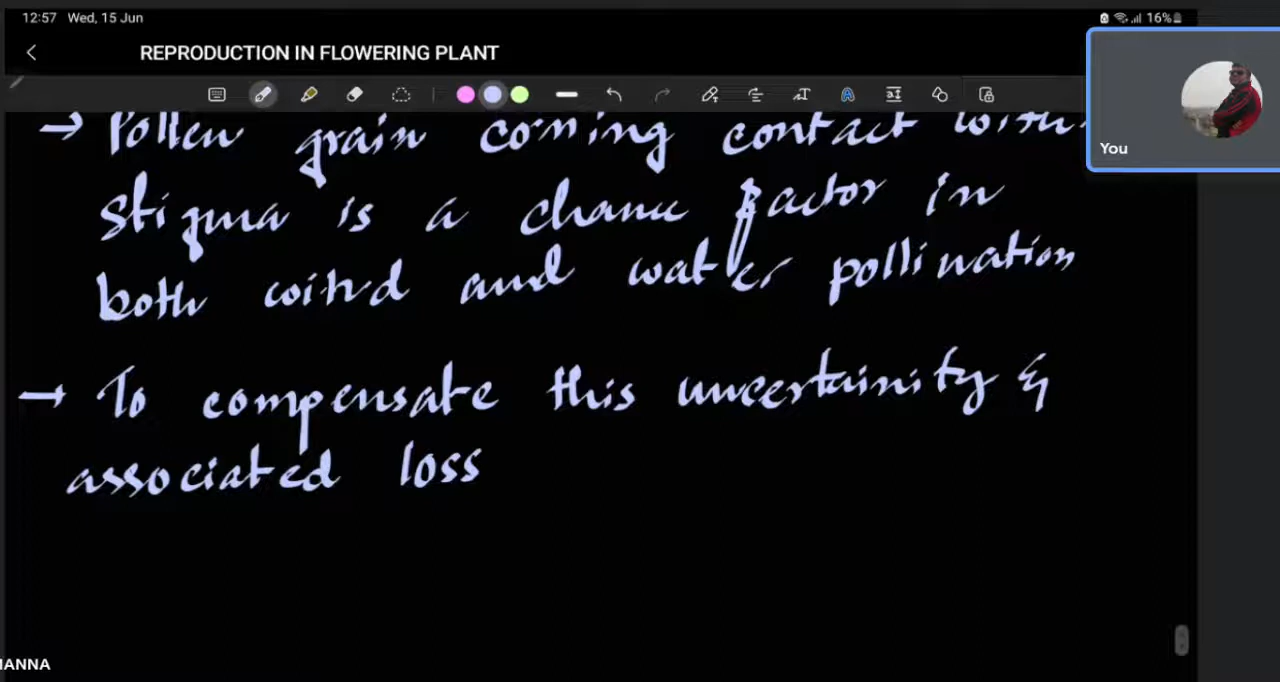 12:57 Wed, 15 Jun
16%
REPRODUCTION IN FLOWERING PLANT
You
→ Pollen grain coming contact with
stigma is a chance factor in
both wind and water pollination
→ To compensate this uncertainity &
associated loss
MANNA